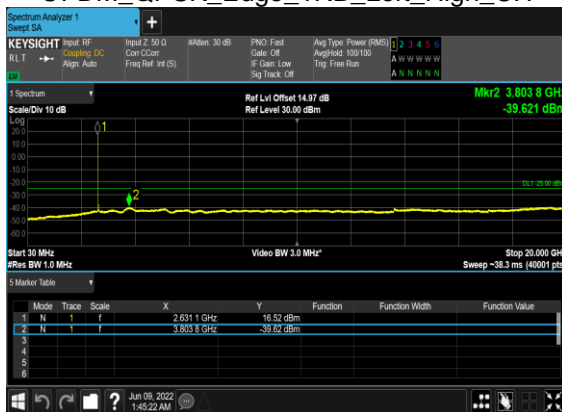 Spectrum Analyzer 1
Swept SA
KEYSIGHT
RLT
Input: RF
Coupling: DC
Align: Auto
Input Z: 50 Ω
Corr CCorr
Freq Ref: Int (S)
#Atten: 30 dB
PNO: Fast
Gate: Off
IF Gain: Low
Sig Track: Off
Avg Type: Power (RMS)
Avg|Hold: 100/100
Trig: Free Run
1 2 3 4 5 6
A W W W W W
A N N N N N
1 Spectrum
Scale/Div 10 dB
Ref Lvl Offset 14.97 dB
Ref Level 30.00 dBm
Mkr2 3.803 8 GH
-39.621 dBm
Log
20.0
10.0
0.00
-10.0
-20.0
-30.0
-40.0
-50.0
-60.0
1
2
Start 30 MHz
#Res BW 1.0 MHz
Video BW 3.0 MHz*
Stop 20.000 GH
Sweep ~38.3 ms (40001 pts
5 Marker Table
Mode Trace Scale X Y Function Function Width Function Value
1 N 1 f 2.631 1 GHz 16.52 dBm
2 N 1 f 3.803 8 GHz -39.62 dBm
3
4
5
6
?
Jun 09, 2022
1:45:22 AM